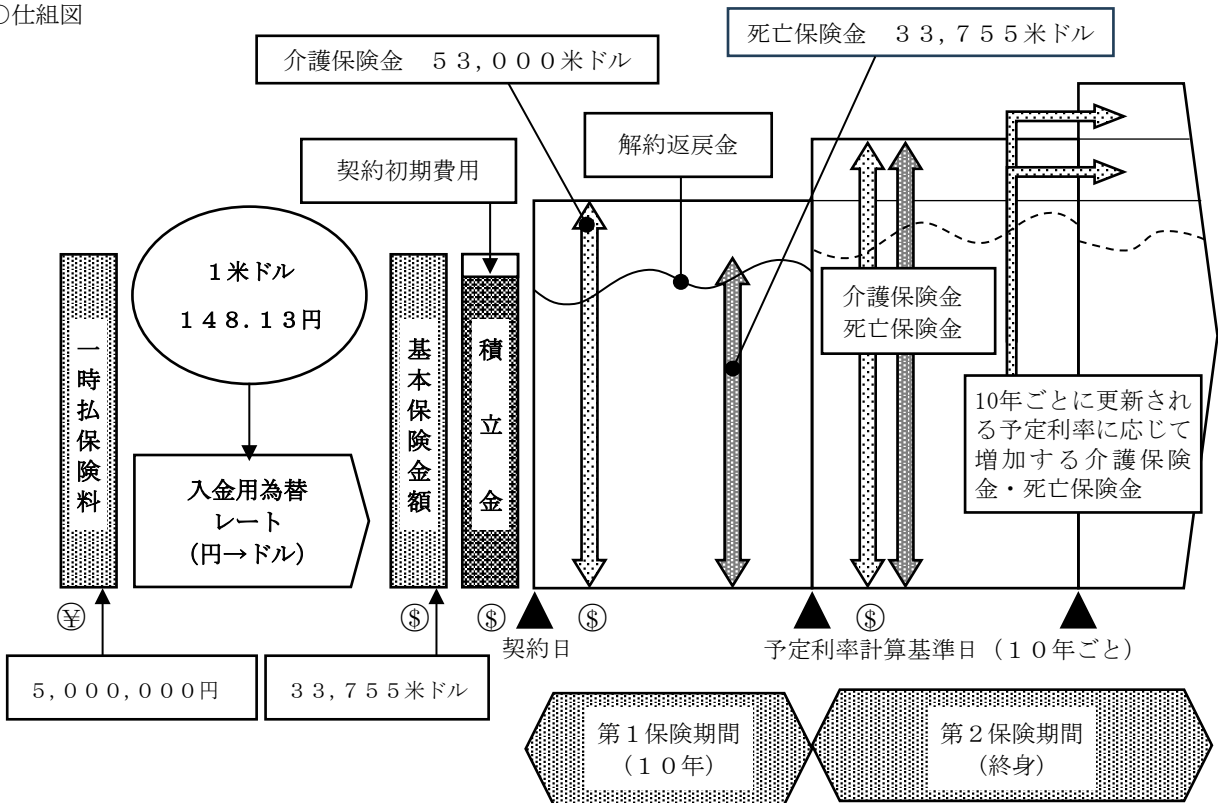 ○仕組図
死亡保険金 ３３,７５５米ドル
介護保険金 ５３,０００米ドル
解約返戻金
契約初期費用
１米ドル
１４８.１３円
一時払保険料
入金用為替
レート
(円→ドル)
基本保険金額
積立金
介護保険金
死亡保険金
10年ごとに更新され
る予定利率に応じて
増加する介護保険
金・死亡保険金
¥
$
$
$
$
契約日
予定利率計算基準日（１０年ごと）
５,０００,０００円
３３,７５５米ドル
第１保険期間
（１０年）
第２保険期間
(終身)